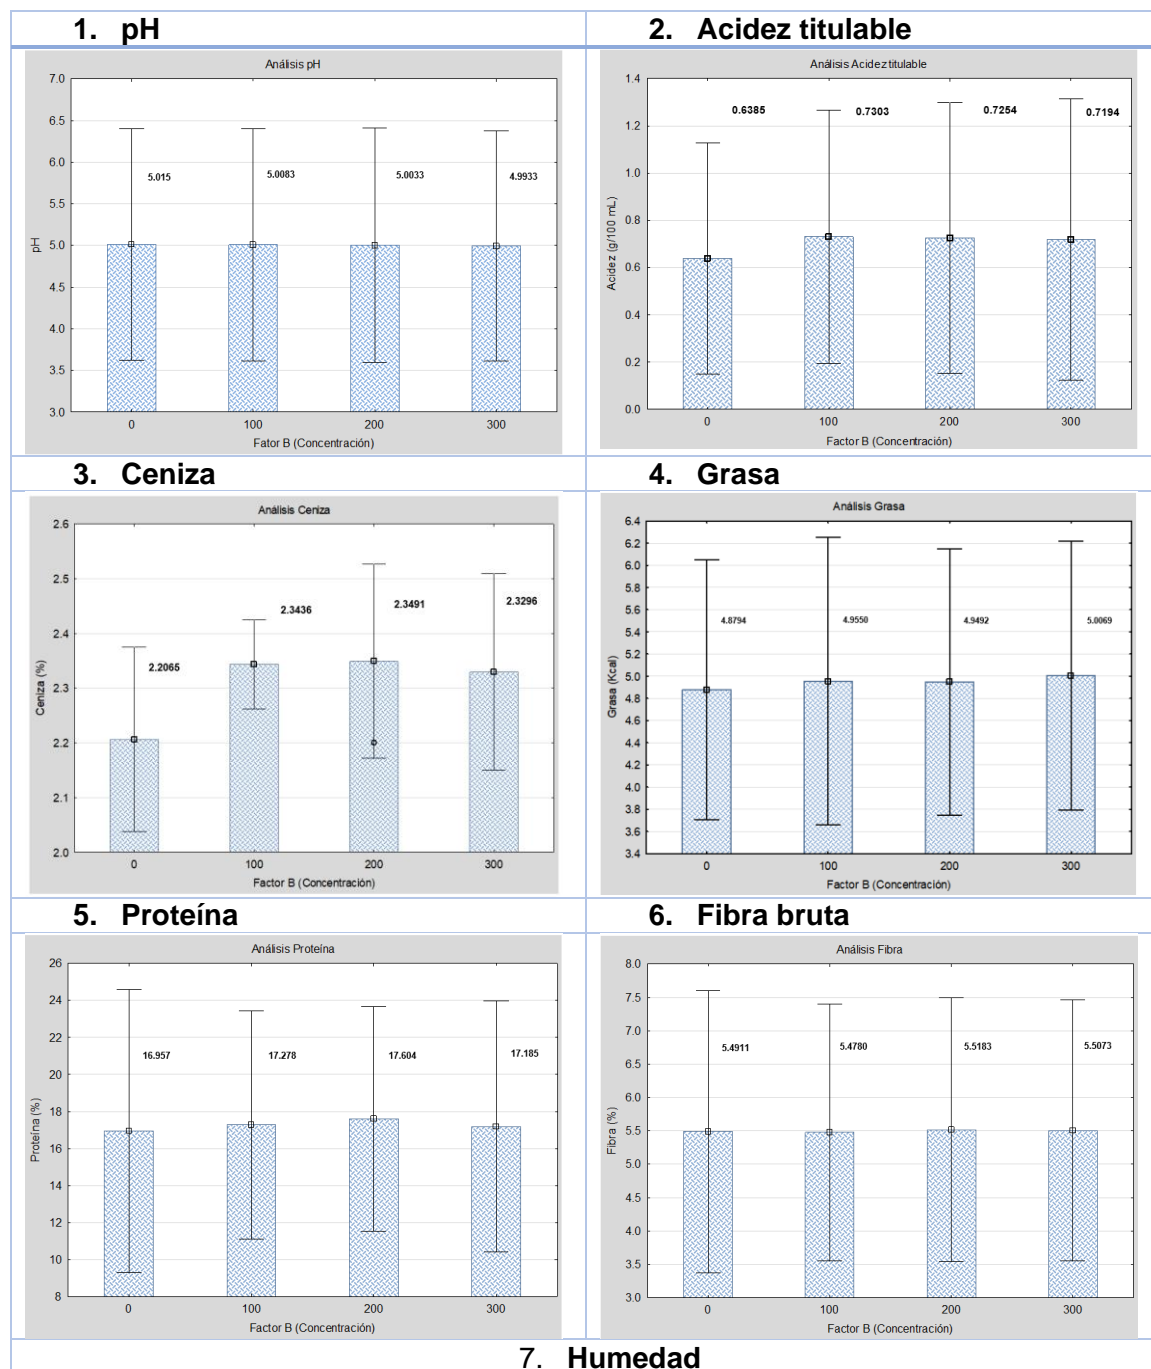 1. pH
2. Acidez titulable
Análisis pH
7.0
6.5
6.0
5.5
5.0
4.5
4.0
3.5
3.0
pH
5.015
5.0083
5.0033
4.9933
0 100 200 300
Fator B (Concentración)
Análisis Acidez titulable
1.4
1.2
1.0
0.8
0.6
0.4
0.2
0.0
Acidez (g/100 mL)
0.6385
0.7303
0.7254
0.7194
0 100 200 300
Factor B (Concentración)
3. Ceniza
4. Grasa
Análisis Ceniza
2.6
2.5
2.4
2.3
2.2
2.1
2.0
Ceniza (%)
2.2065
2.3436
2.3491
2.3296
0 100 200 300
Factor B (Concentración)
Análisis Grasa
6.4
6.2
6.0
5.8
5.6
5.4
5.2
5.0
4.8
4.6
4.4
4.2
4.0
3.8
3.6
3.4
Grasa (Kcal)
4.8794
4.9550
4.9492
5.0069
0 100 200 300
Factor B (Concentración)
5. Proteína
6. Fibra bruta
Análisis Proteína
26
24
22
20
18
16
14
12
10
8
Proteína (%)
16.957
17.278
17.604
17.185
0 100 200 300
Factor B (Concentración)
Análisis Fibra
8.0
7.5
7.0
6.5
6.0
5.5
5.0
4.5
4.0
3.5
3.0
Fibra (%)
5.4911
5.4780
5.5183
5.5073
0 100 200 300
Factor B (Concentración)
7. Humedad